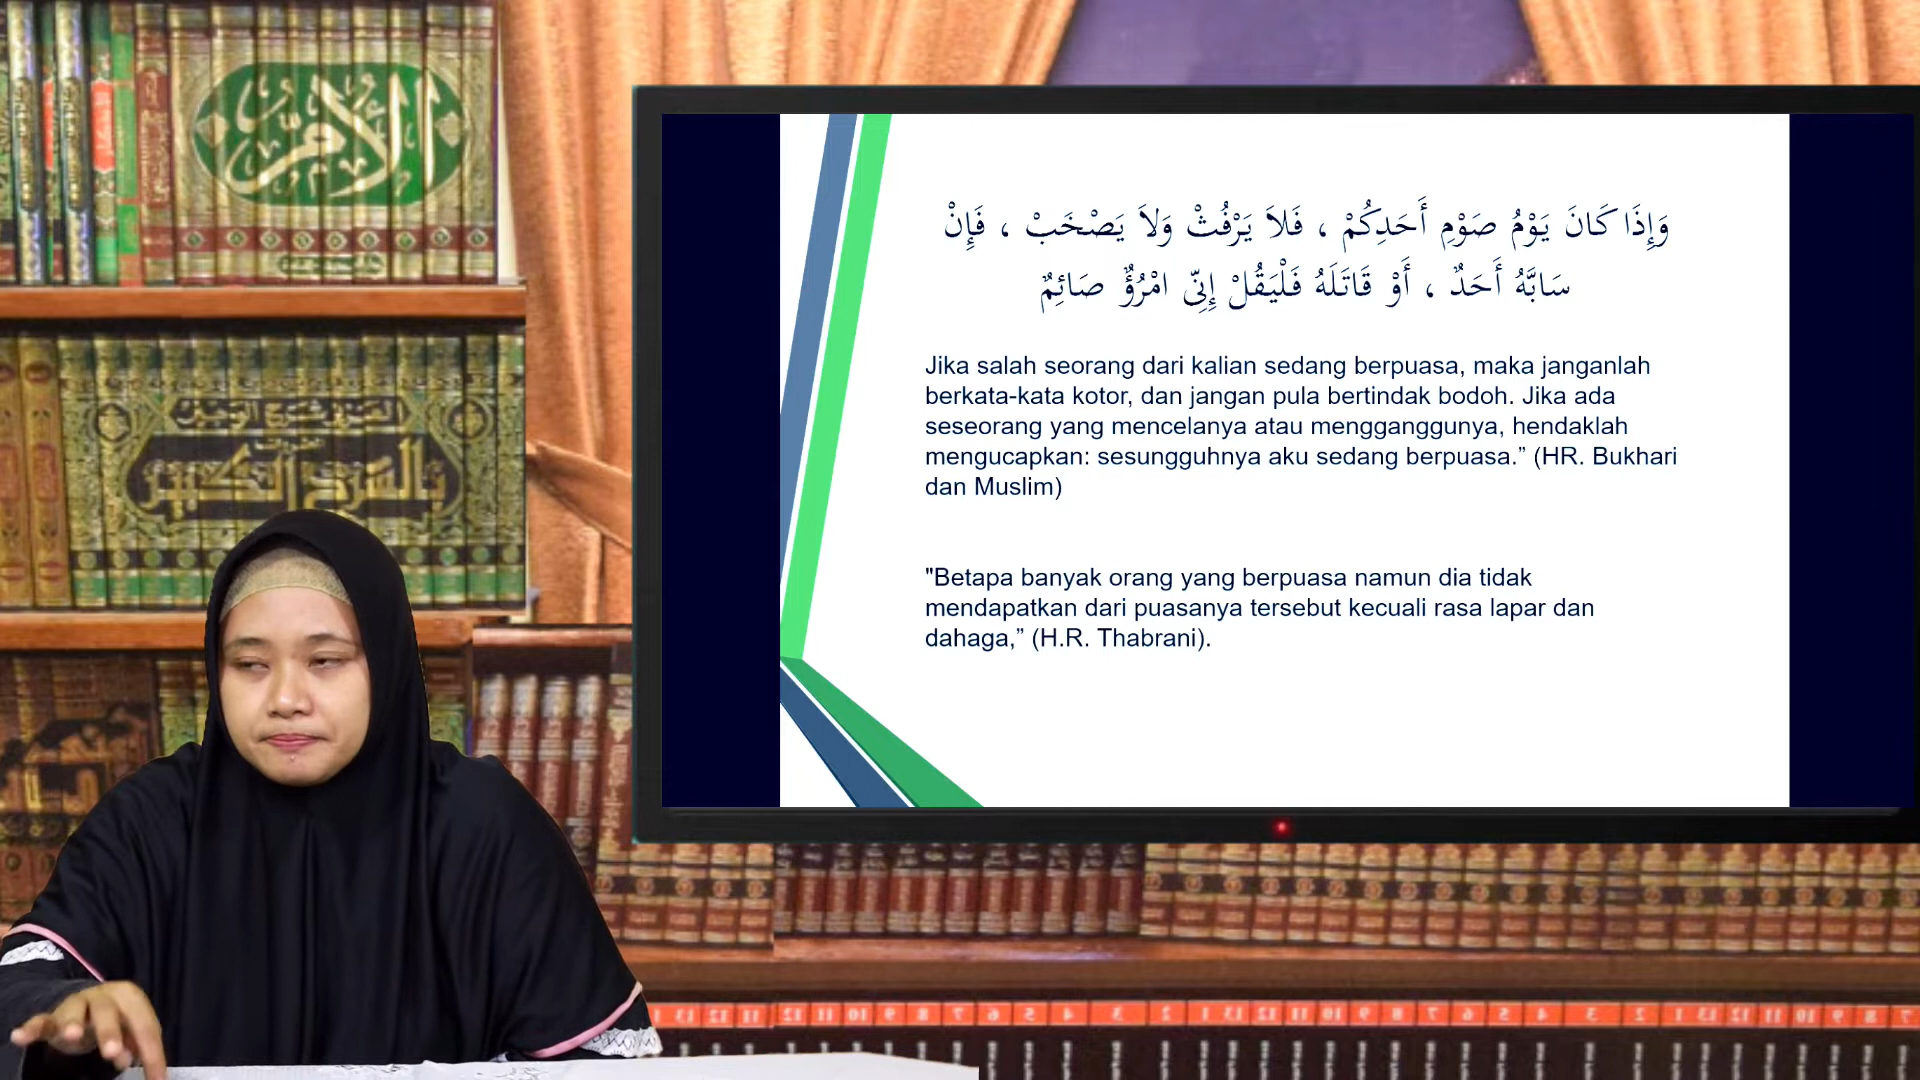 الأم
بالشرح الكبير
وَإِذَا كَانَ يَوْمُ صَوْمِ أَحَدِكُمْ ، فَلاَ يَرْفُثْ وَلاَ يَصْخَبْ ، فَإِنْ
سَابَّهُ أَحَدٌ ، أَوْ قَاتَلَهُ فَلْيَقُلْ إِنِّى امْرُؤٌ صَائِمٌ
Jika salah seorang dari kalian sedang berpuasa, maka janganlah
berkata-kata kotor, dan jangan pula bertindak bodoh. Jika ada
seseorang yang mencelanya atau mengganggunya, hendaklah
mengucapkan: sesungguhnya aku sedang berpuasa.” (HR. Bukhari
dan Muslim)
"Betapa banyak orang yang berpuasa namun dia tidak
mendapatkan dari puasanya tersebut kecuali rasa lapar dan
dahaga,” (H.R. Thabrani).